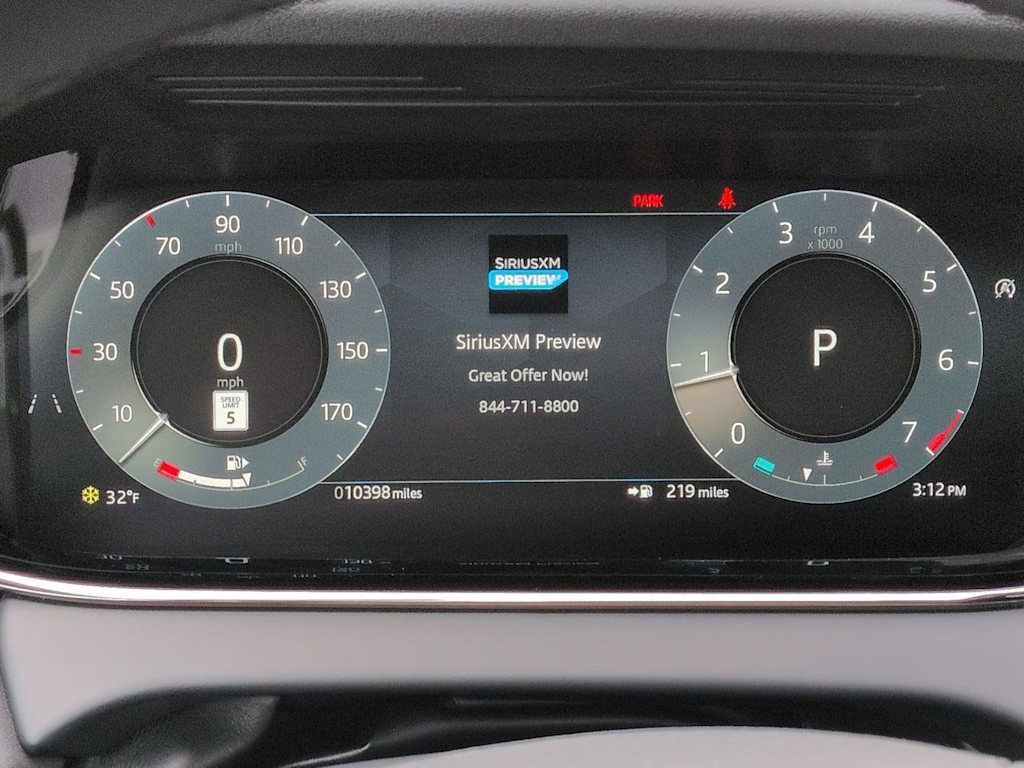 PARK
90
70
mph
110
50
130
30
0
150
mph
10
SPEED
LIMIT
5
170
E
F
32°F
010398 miles
SIRIUSXM
PREVIEW
SiriusXM Preview
Great Offer Now!
844-711-8800
219 miles
3
rpm
x 1000
4
2
5
1
P
6
0
7
3:12 PM
A